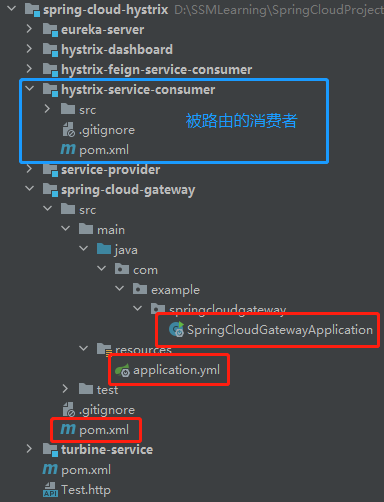 spring-cloud-hystrix D:\SSMLearning\SpringCloudProject
eureka-server
hystrix-dashboard
hystrix-feign-service-consumer
hystrix-service-consumer
src
被路由的消费者
.gitignore
pom.xml
service-provider
spring-cloud-gateway
src
main
java
com
example
springcloudgateway
SpringCloudGatewayApplication
resources
application.yml
test
.gitignore
pom.xml
turbine-service
pom.xml
API Test.http